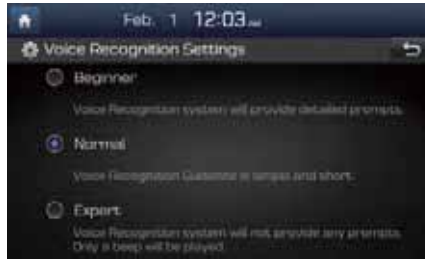 Feb. 1 12:03
Voice Recognition Settings
Beginner
Voice Recognition system will provide detailed prompts.
Normal
Voice Recognition Guidance is simple and short.
Expert
Voice Recognition system will not provide any prompts.
Only a beep will be played